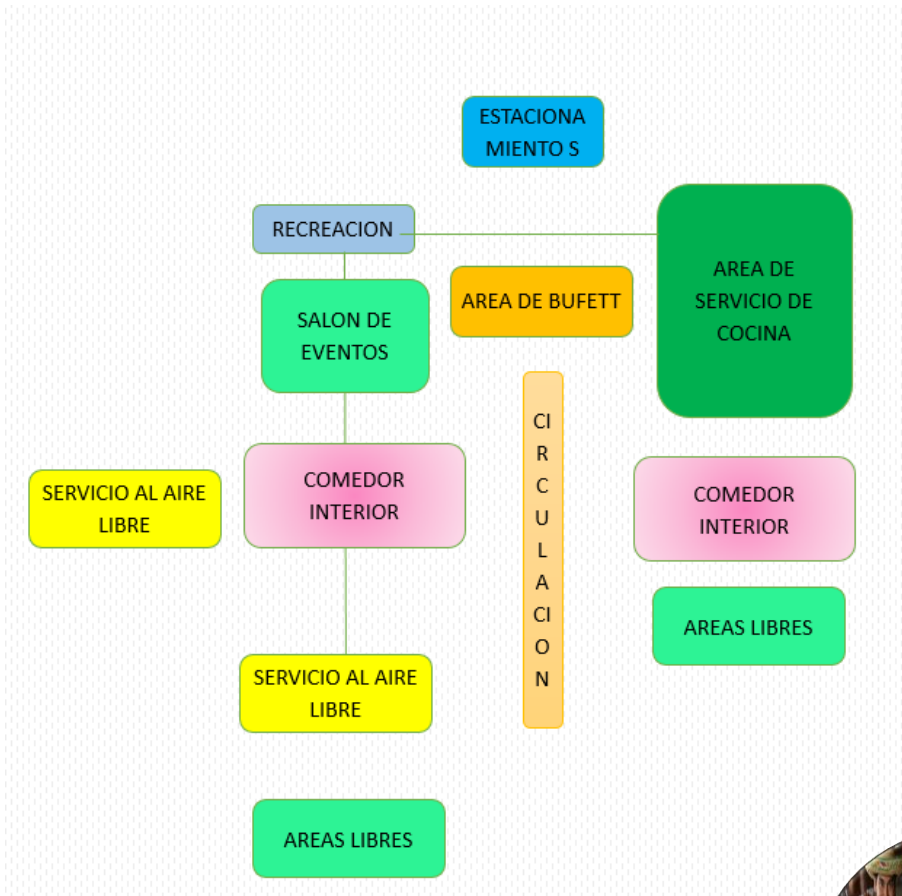 ESTACIONA
MIENTO S
RECREACION
SALON DE
EVENTOS
AREA DE BUFETT
AREA DE
SERVICIO DE
COCINA
CI
R
C
U
L
A
CI
O
N
SERVICIO AL AIRE
LIBRE
COMEDOR
INTERIOR
COMEDOR
INTERIOR
AREAS LIBRES
SERVICIO AL AIRE
LIBRE
AREAS LIBRES